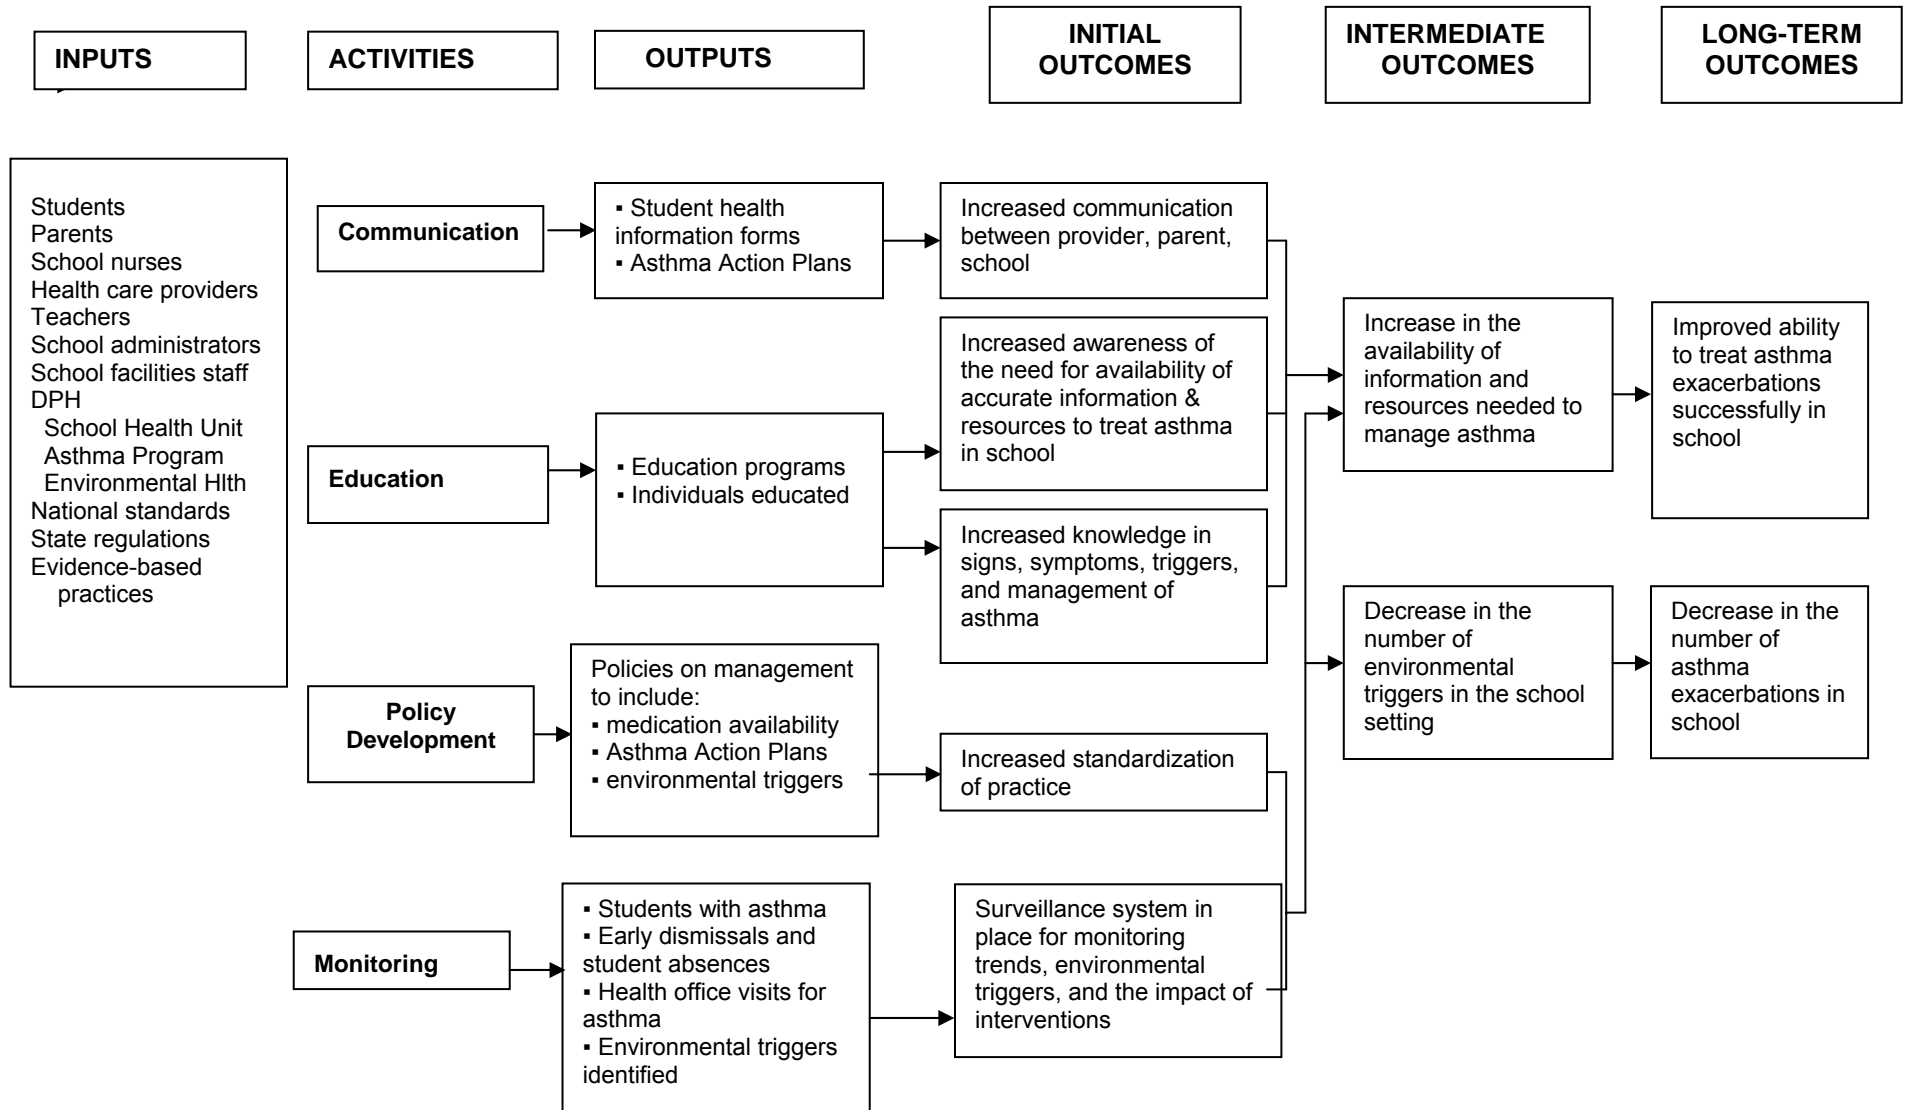 INPUTS
ACTIVITIES
OUTPUTS
INITIAL
OUTCOMES
INTERMEDIATE
OUTCOMES
LONG-TERM
OUTCOMES
Students
Parents
School nurses
Health care providers
Teachers
School administrators
School facilities staff
DPH
School Health Unit
Asthma Program
Environmental Hlth
National standards
State regulations
Evidence-based
practices
Communication
▪ Student health
information forms
▪ Asthma Action Plans
Increased communication
between provider, parent,
school
Education
▪ Education programs
▪ Individuals educated
Increased awareness of
the need for availability of
accurate information &
resources to treat asthma
in school
Increased knowledge in
signs, symptoms, triggers,
and management of
asthma
Policy
Development
Policies on management
to include:
▪ medication availability
▪ Asthma Action Plans
▪ environmental triggers
Increased standardization
of practice
Monitoring
▪ Students with asthma
▪ Early dismissals and
student absences
▪ Health office visits for
asthma
▪ Environmental triggers
identified
Surveillance system in
place for monitoring
trends, environmental
triggers, and the impact of
interventions
Increase in the
availability of
information and
resources needed to
manage asthma
Improved ability
to treat asthma
exacerbations
successfully in
school
Decrease in the
number of
environmental
triggers in the school
setting
Decrease in the
number of
asthma
exacerbations in
school